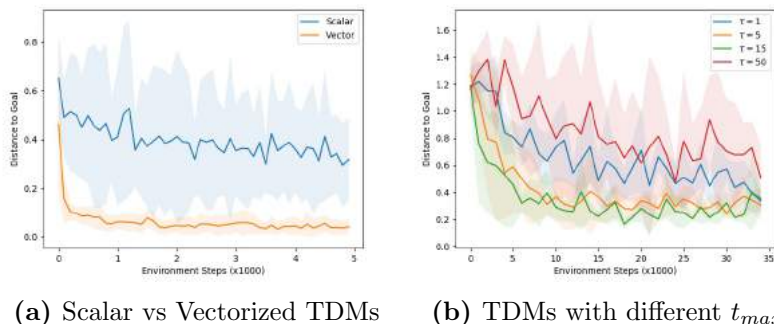 Scalar
Vector
0.8
0.6
0.4
0.2
0.0
Distance to Goal
0
1
2
3
4
5
Environment Steps (x1000)
τ = 1
τ = 5
τ = 15
τ = 50
1.6
1.4
1.2
1.0
0.8
0.6
0.4
0.2
0.0
Distance to Goal
0
5
10
15
20
25
30
35
Environment Steps (x1000)
(a) Scalar vs Vectorized TDMs
(b) TDMs with different t_max